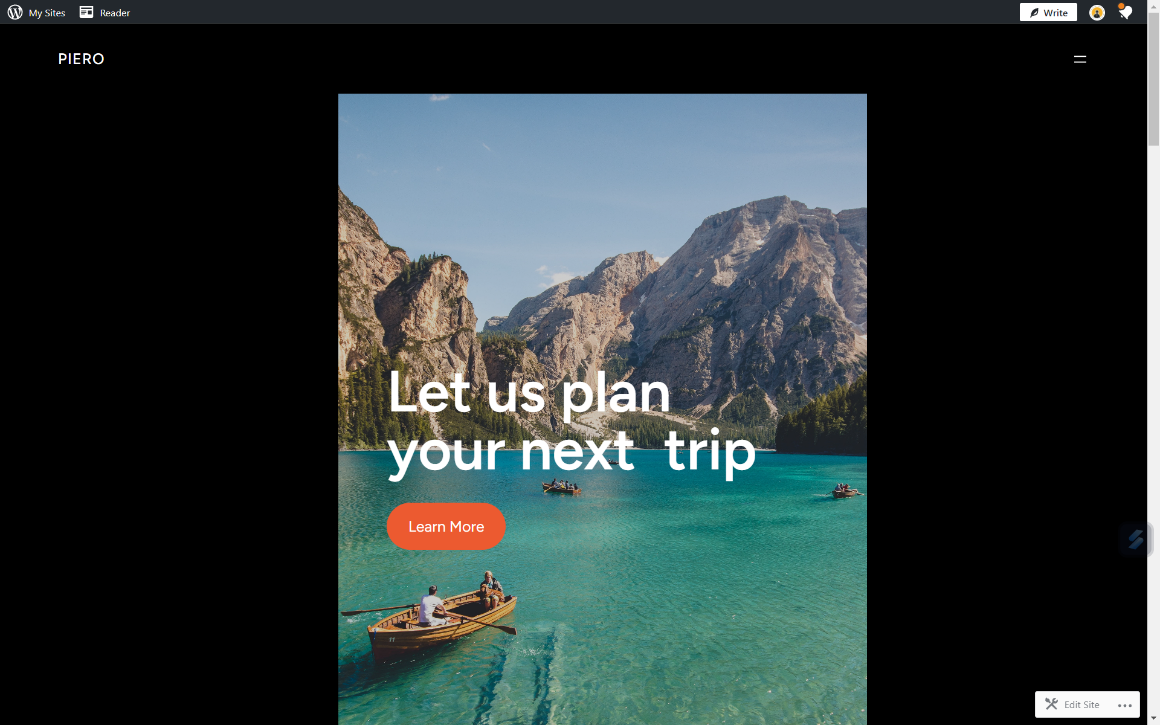 My Sites
Reader
Write
PIERO
Let us plan
your next trip
Learn More
Edit Site